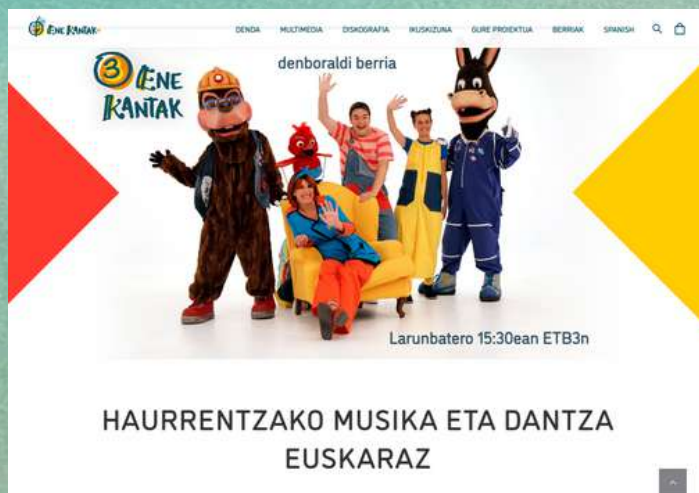 ENE KANTAK
DENDA MULTIMEDIA DISKOGRAFIA IKUSKIZUNA GURE PROIEKTUA BERRIAK SPANISH
3 ENE
KANTAK
denboraldi berria
Larunbatero 15:30ean ETB3n
HAURRENTZAKO MUSIKA ETA DANTZA
EUSKARAZ